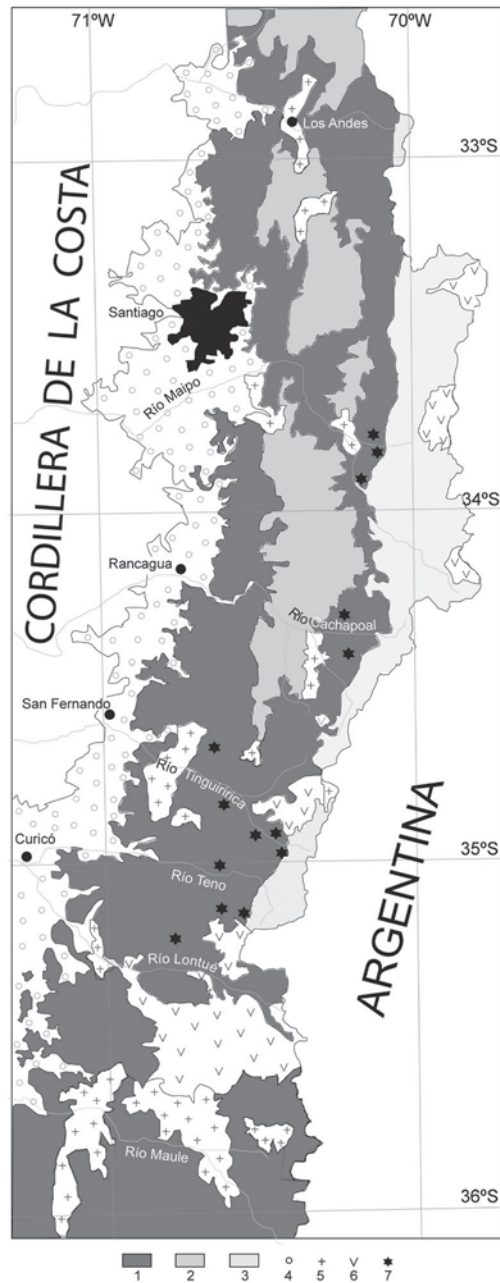 71°W
70°W
Los Andes
33°S
CORDILLERA DE LA COSTA
Santiago
Río Maipo
34°S
Rancagua
Río Cachapoal
San Fernando
Río Tinguiririca
ARGENTINA
Curicó
35°S
Río Teno
Río Lontué
Río Maule
36°S
1 2 3 4 5 6 7